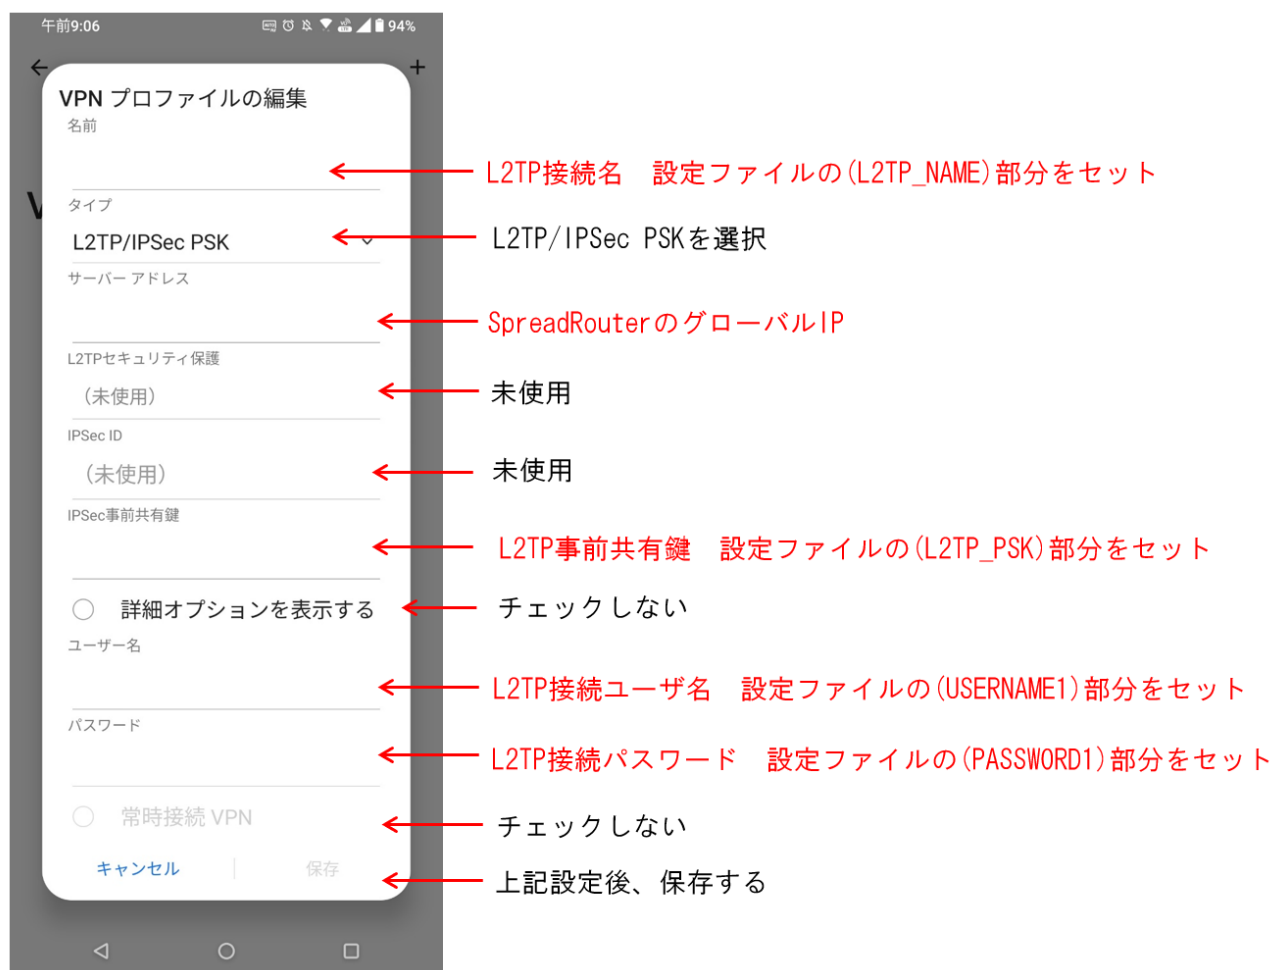 午前9:06
94%
VPN プロファイルの編集
名前
L2TP接続名　設定ファイルの(L2TP_NAME)部分をセット
タイプ
L2TP/IPSec PSK
L2TP/IPSec PSKを選択
サーバー アドレス
SpreadRouterのグローバルIP
L2TPセキュリティ保護
（未使用）
未使用
IPSec ID
（未使用）
未使用
IPSec事前共有鍵
L2TP事前共有鍵　設定ファイルの(L2TP_PSK)部分をセット
詳細オプションを表示する
チェックしない
ユーザー名
L2TP接続ユーザ名　設定ファイルの(USERNAME1)部分をセット
パスワード
L2TP接続パスワード　設定ファイルの(PASSWORD1)部分をセット
常時接続 VPN
チェックしない
キャンセル
保存
上記設定後、保存する